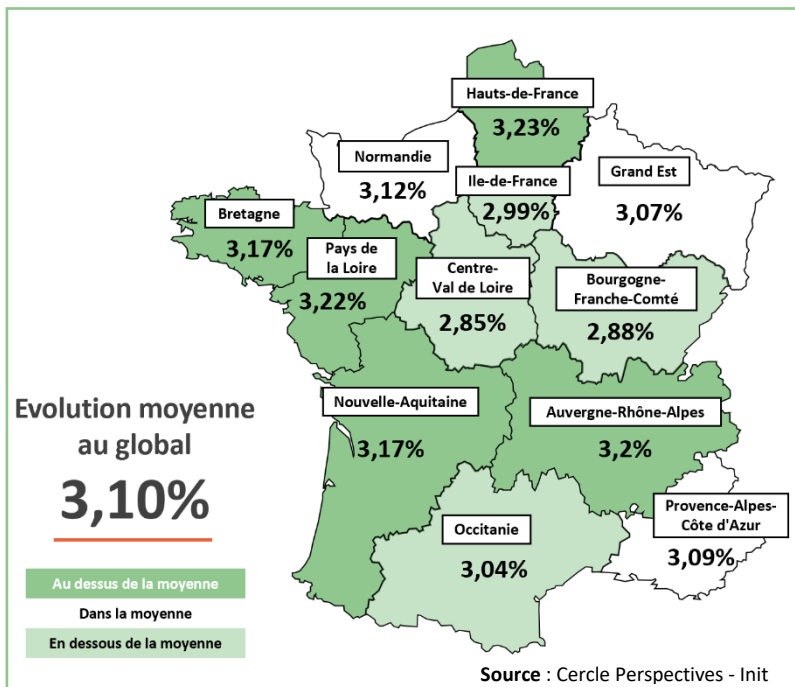 Hauts-de-France
3,23%
Normandie
3,12%
Ile-de-France
2,99%
Grand Est
3,07%
Bretagne
3,17%
Pays de
la Loire
3,22%
Centre-
Val de Loire
2,85%
Bourgogne-
Franche-Comté
2,88%
Nouvelle-Aquitaine
3,17%
Auvergne-Rhône-Alpes
3,2%
Evolution moyenne
au global
3,10%
Occitanie
3,04%
Provence-Alpes-
Côte d'Azur
3,09%
Au dessus de la moyenne
Dans la moyenne
En dessous de la moyenne
Source : Cercle Perspectives - Init